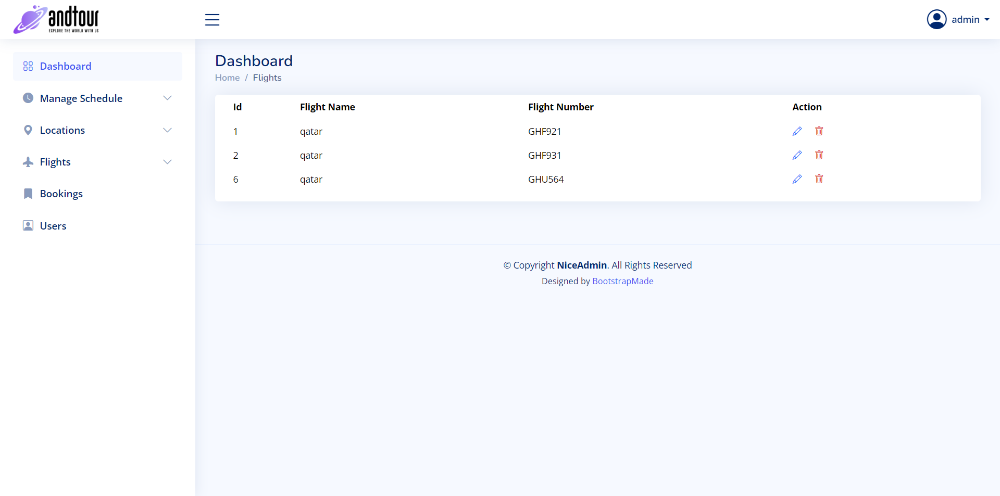 andtour
EXPLORE THE WORLD WITH US
admin
Dashboard
Manage Schedule
Locations
Flights
Bookings
Users
Dashboard
Home / Flights
Id Flight Name Flight Number Action
1 qatar GHF921
2 qatar GHF931
6 qatar GHU564
© Copyright NiceAdmin. All Rights Reserved
Designed by BootstrapMade